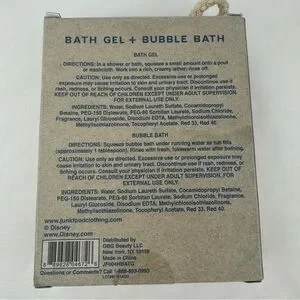 BATH GEL + BUBBLE BATH
BATH GEL
DIRECTIONS: In a shower or bath, squeeze a small amount onto a pouf
or washcloth. Work into a rich, creamy lather; rinse off.
CAUTION: Use only as directed. Excessive use or prolonged
exposure may cause irritation to skin and urinary tract. Discontinue use if
rash, redness, or itching occurs. Consult your physician if irritation persists.
KEEP OUT OF REACH OF CHILDREN EXCEPT UNDER ADULT SUPERVISION.
FOR EXTERNAL USE ONLY.
INGREDIENTS: Water, Sodium Laureth Sulfate, Cocamidopropyl
Betaine, PEG-150 Distearate, PEG-80 Sorbitan Laurate, Sodium Chloride,
Fragrance, Lauryl Glucoside, Disodium EDTA, Methylchloroisothiazolinone,
Methylisothiazolinone, Tocopheryl Acetate, Red 33, Red 40.
BUBBLE BATH
DIRECTIONS: Squeeze bubble bath under running water as tub fills
(approximately 1 tablespoon). Rinse with fresh, lukewarm water after bathing.
CAUTION: Use only as directed. Excessive use or prolonged exposure may
cause irritation to skin and urinary tract. Discontinue use if rash, redness, or
itching occurs. Consult your physician if irritation persists. KEEP OUT OF
REACH OF CHILDREN EXCEPT UNDER ADULT SUPERVISION.
FOR EXTERNAL USE ONLY.
INGREDIENTS: Water, Sodium Laureth Sulfate, Cocamidopropyl Betaine,
PEG-80 Sorbitan Laurate, Sodium Chloride, PEG-150 Distearate, Fragrance,
Lauryl Glucoside, Disodium EDTA, Methylchloroisothiazolinone,
Methylisothiazolinone, Tocopheryl Acetate, Red 33, Red 40.
www.junkfoodclothing.com
© Disney
www.Disney.com
Distributed by
GBG Beauty LLC
New York, NY 10118
Made in China
Questions or Comments? Call 1-888-893-0993